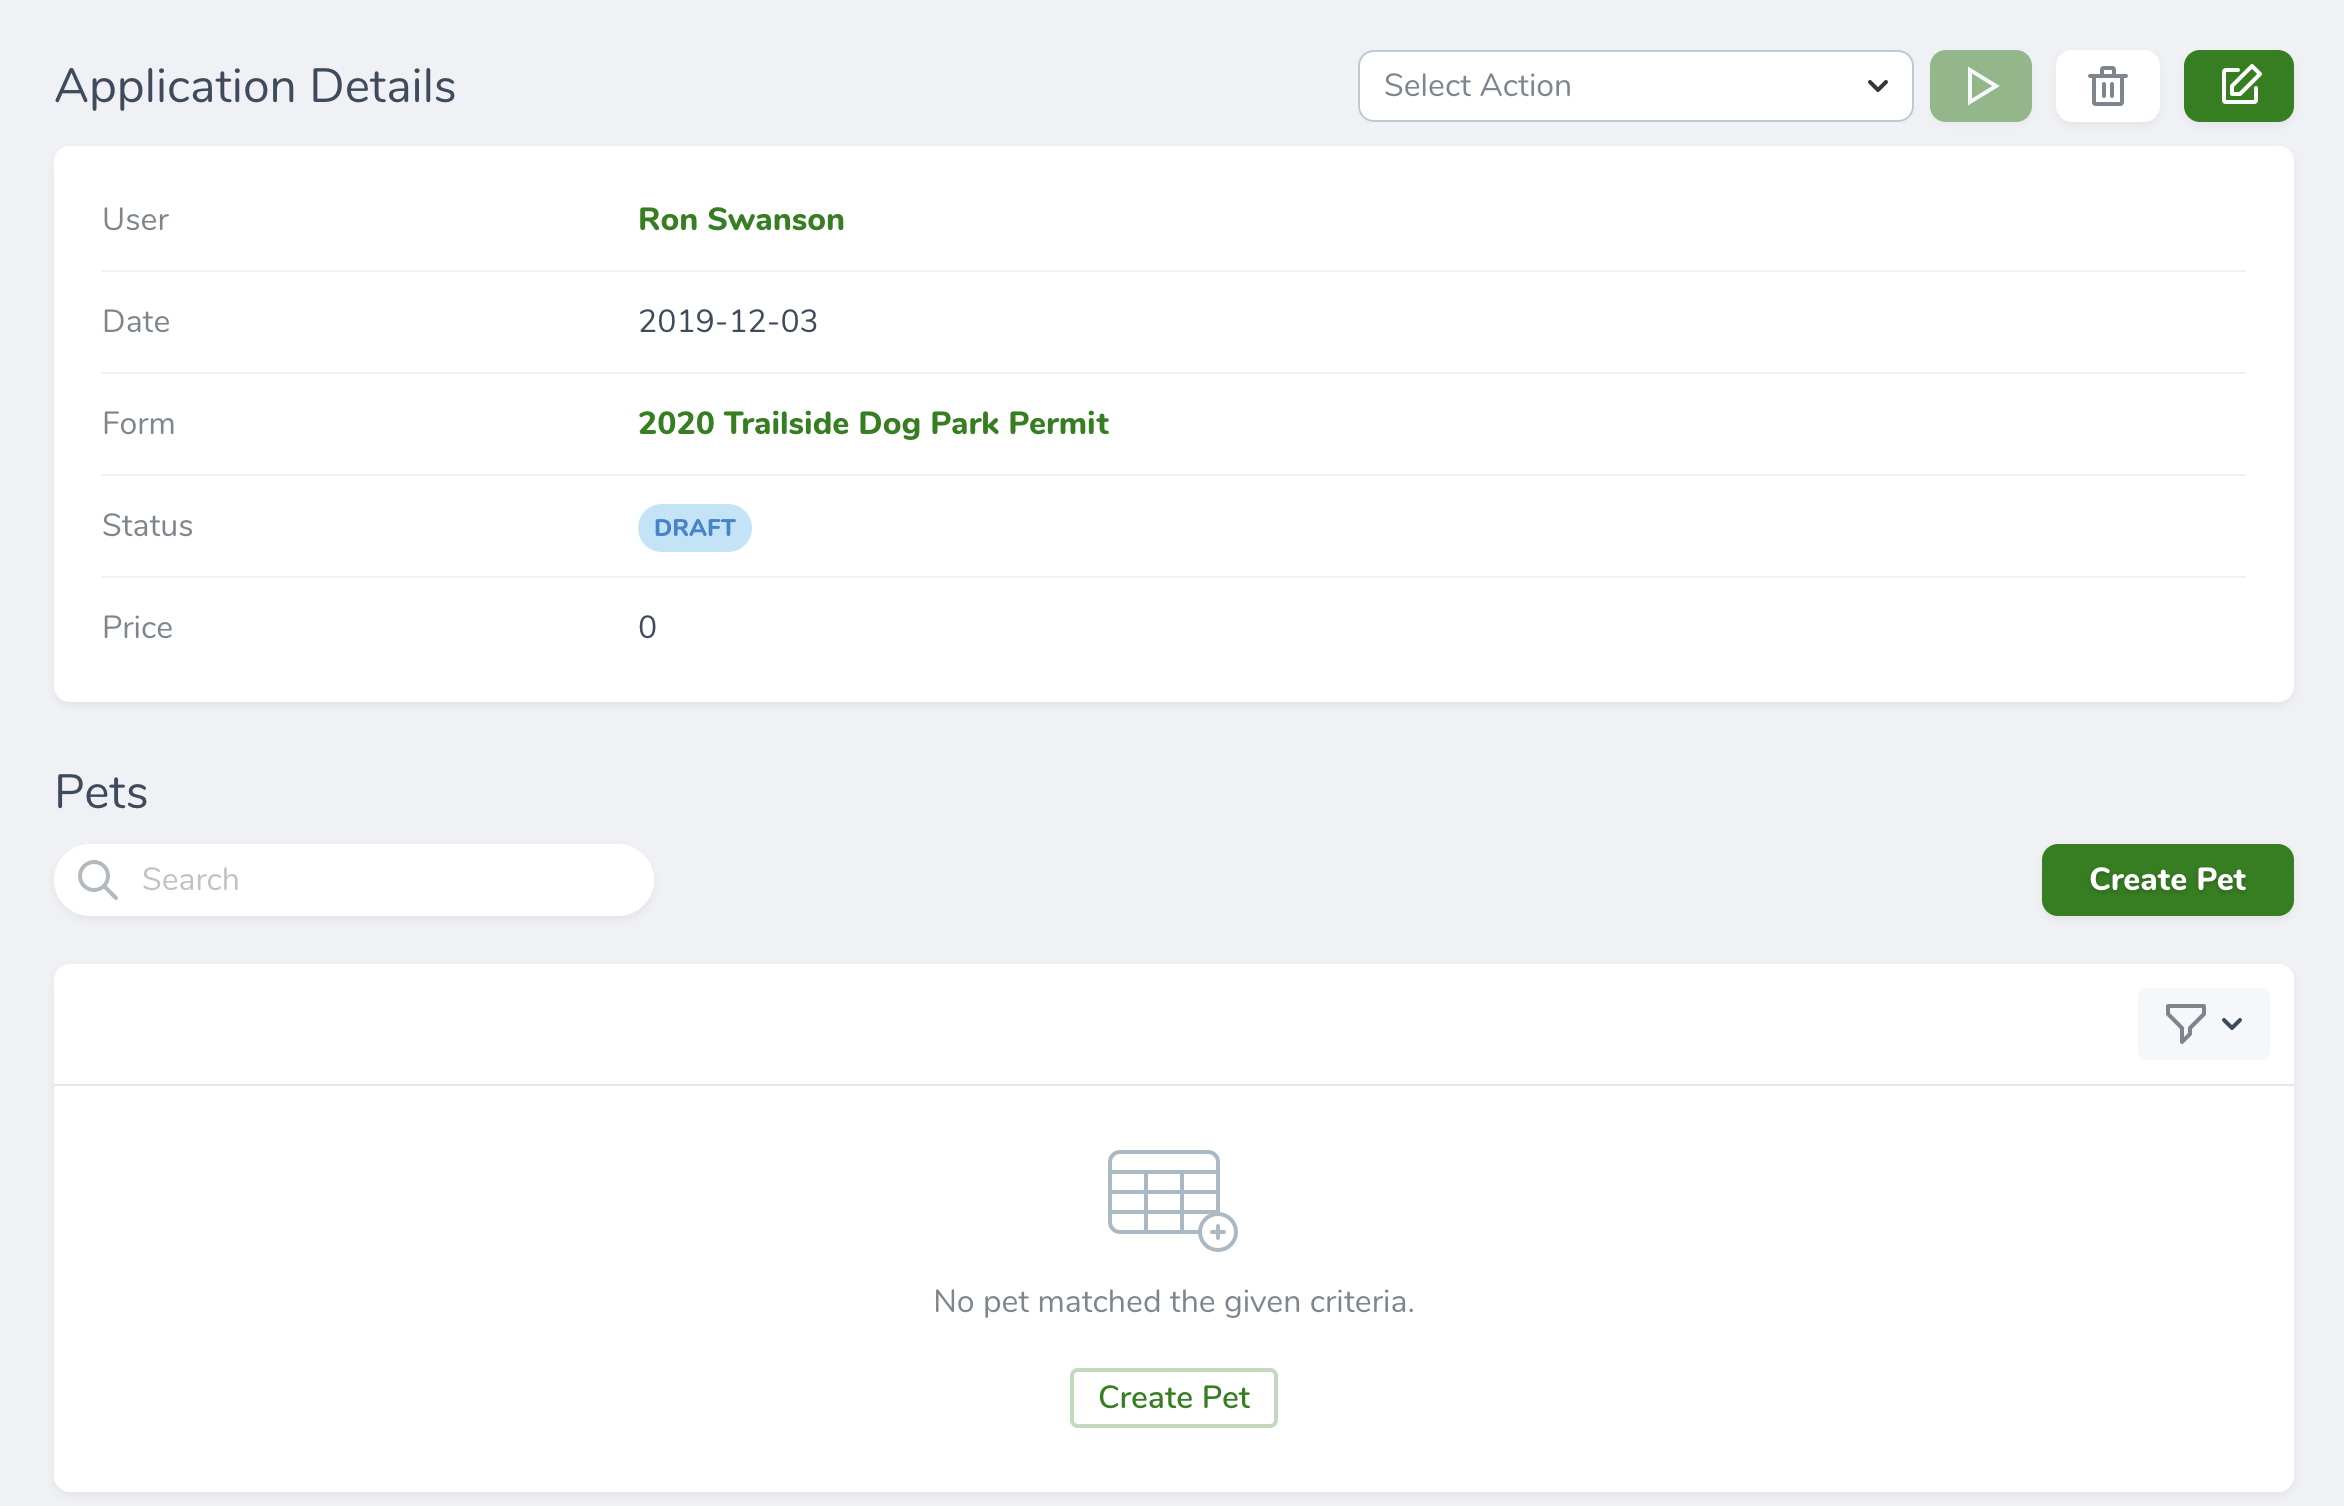 Application Details
Select Action
User
Ron Swanson
Date
2019-12-03
Form
2020 Trailside Dog Park Permit
Status
DRAFT
Price
0
Pets
Search
Create Pet
No pet matched the given criteria.
Create Pet